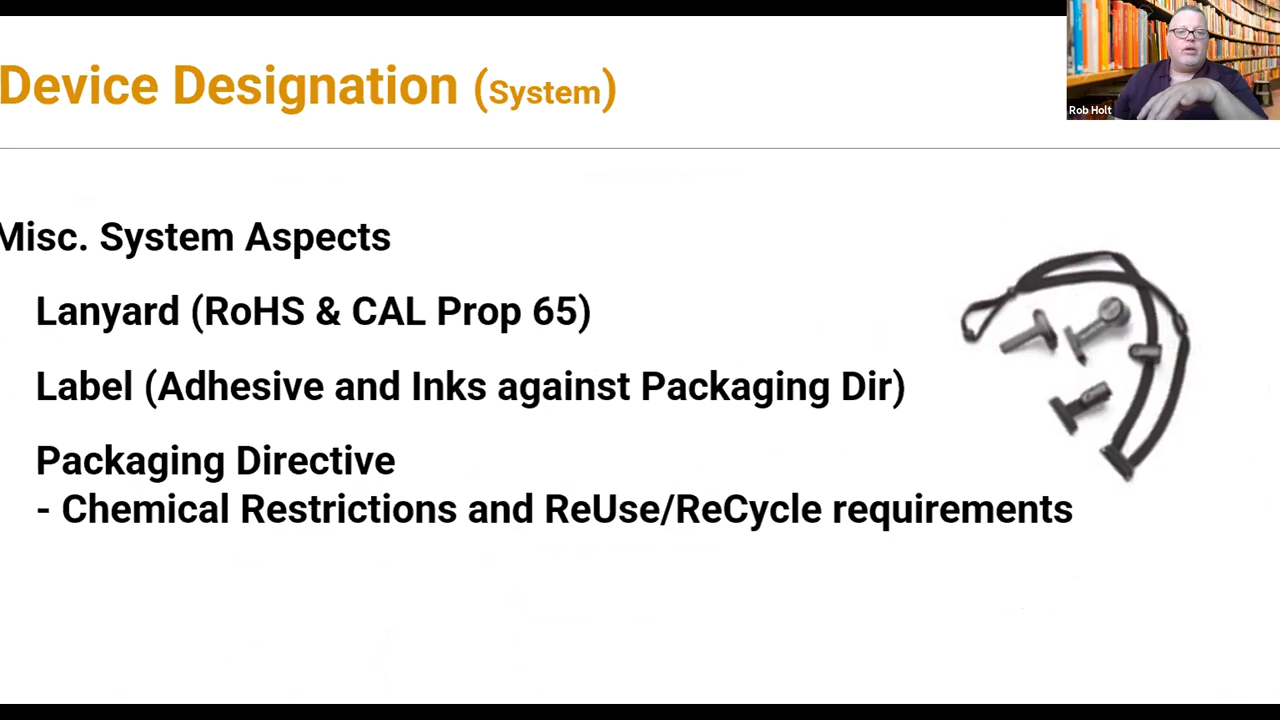 Device Designation (System)
Rob Holt
Misc. System Aspects
Lanyard (RoHS & CAL Prop 65)
Label (Adhesive and Inks against Packaging Dir)
Packaging Directive
- Chemical Restrictions and ReUse/ReCycle requirements